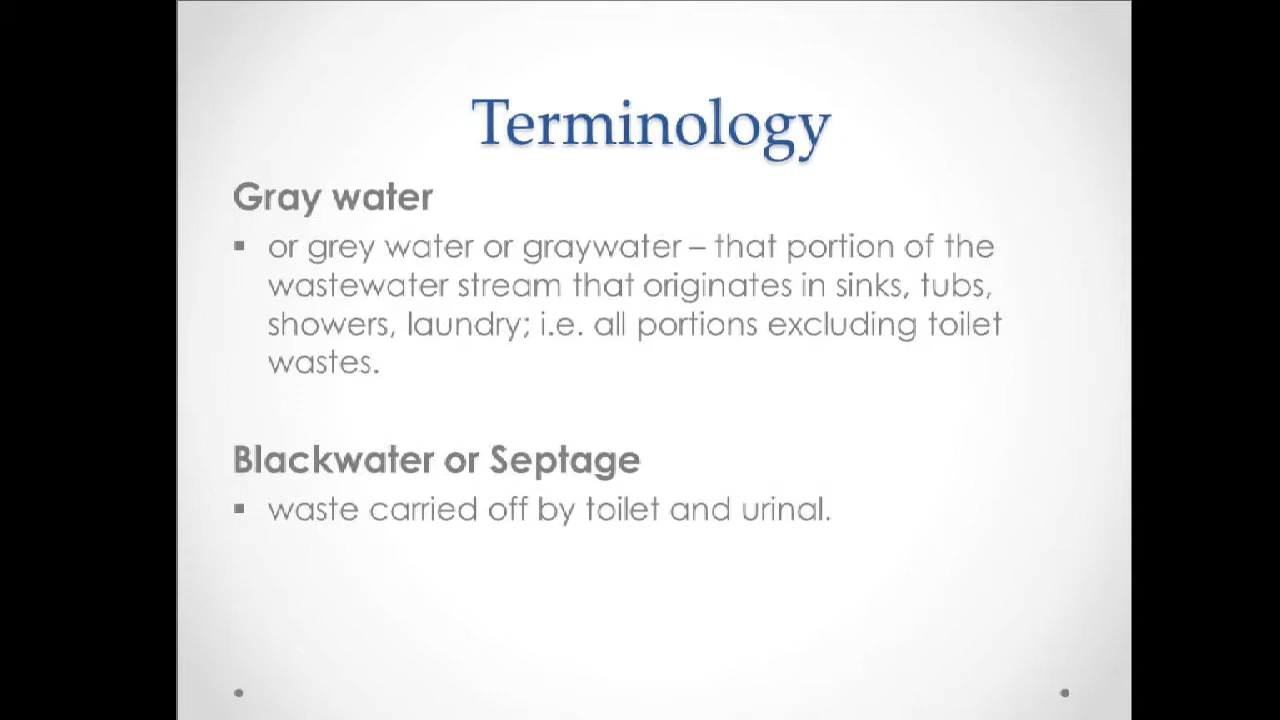 Terminology
Gray water
▪ or grey water or graywater – that portion of the
wastewater stream that originates in sinks, tubs,
showers, laundry; i.e. all portions excluding toilet
wastes.
Blackwater or Septage
▪ waste carried off by toilet and urinal.